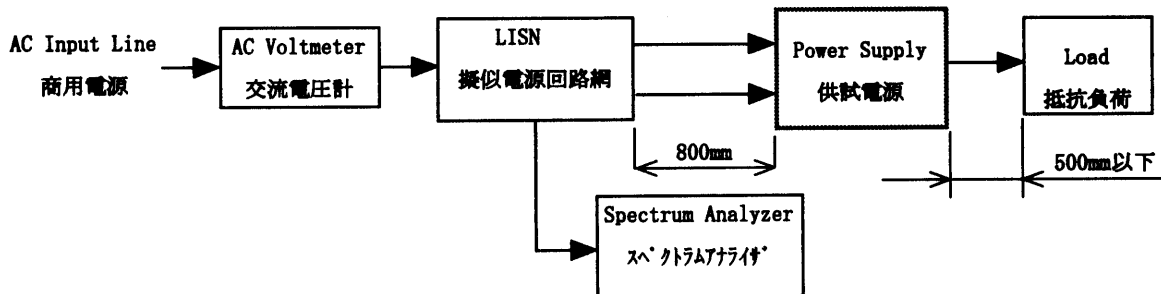 AC Input Line
商用電源
AC Voltmeter
交流電圧計
LISN
擬似電源回路網
Power Supply
供試電源
Load
抵抗負荷
800mm
500mm以下
Spectrum Analyzer
ｽﾍﾟｸﾄﾗﾑｱﾅﾗｲｻﾞ